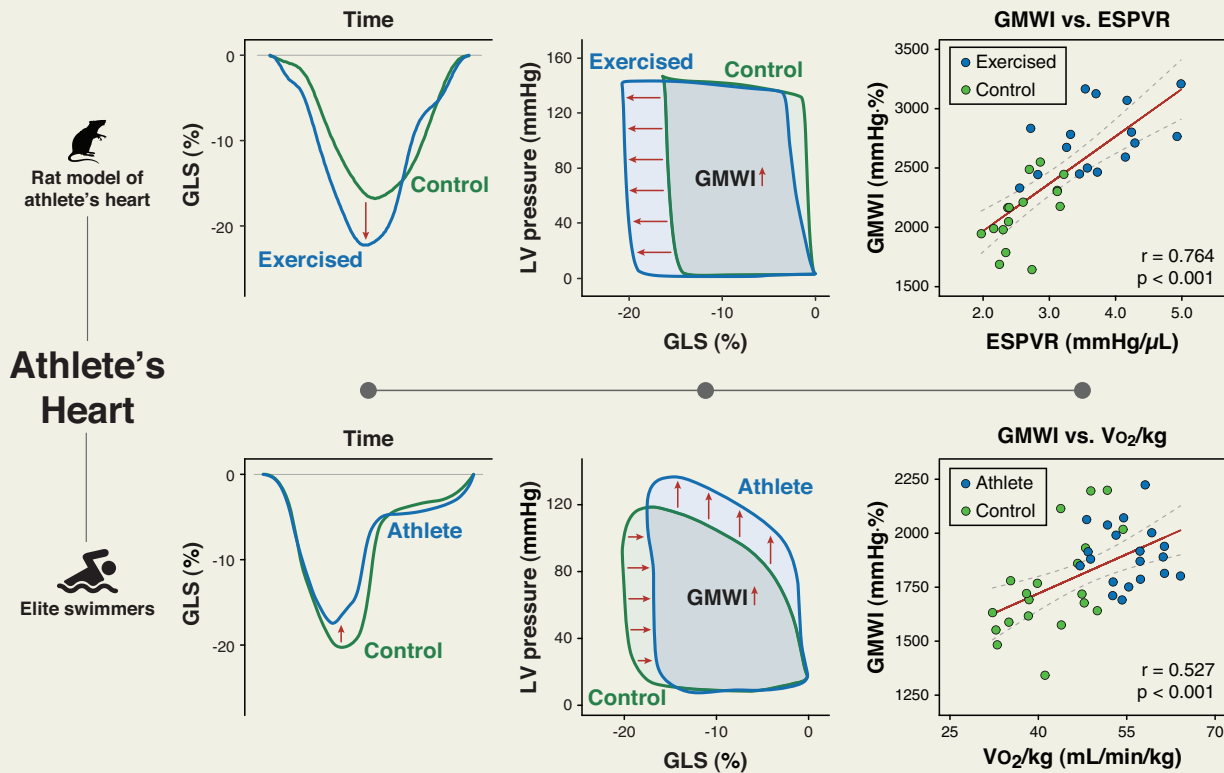 Athlete's
Heart
Rat model of
athlete's heart
Time
GLS (%)
0
-10
-20
Control
Exercised
LV pressure (mmHg)
160
120
80
40
0
Exercised
Control
GMWI↑
-20
-10
0
GLS (%)
GMWI vs. ESPVR
GMWI (mmHg·%)
3500
3000
2500
2000
1500
Exercised
Control
r = 0.764
p < 0.001
2.0
3.0
4.0
5.0
ESPVR (mmHg/µL)
Elite swimmers
Time
GLS (%)
0
-10
-20
Athlete
Control
LV pressure (mmHg)
120
80
40
0
Athlete
GMWI↑
Control
-20
-10
0
GLS (%)
GMWI vs. VO2/kg
GMWI (mmHg·%)
2250
2000
1750
1500
1250
Athlete
Control
r = 0.527
p < 0.001
25
40
55
70
VO2/kg (mL/min/kg)